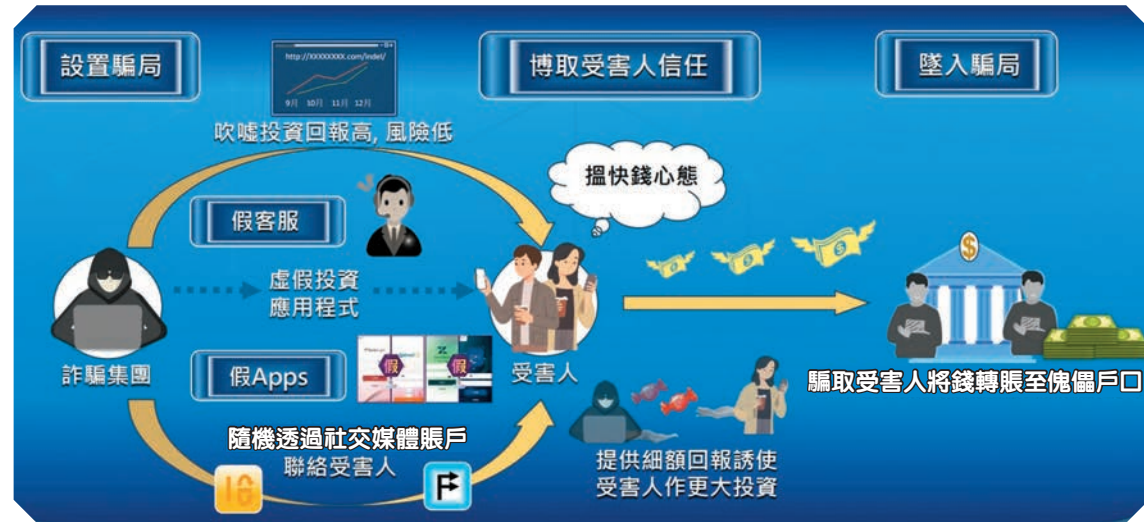 設置騙局
http://XXXXXXXX.com/indel/
9月 10月 11月 12月
吹噓投資回報高, 風險低
假客服
虛假投資
應用程式
詐騙集團
假Apps
假
假
隨機透過社交媒體賬戶
聯絡受害人
IG
F
博取受害人信任
搵快錢心態
受害人
提供細額回報誘使
受害人作更大投資
墜入騙局
$
騙取受害人將錢轉賬至傀儡戶口